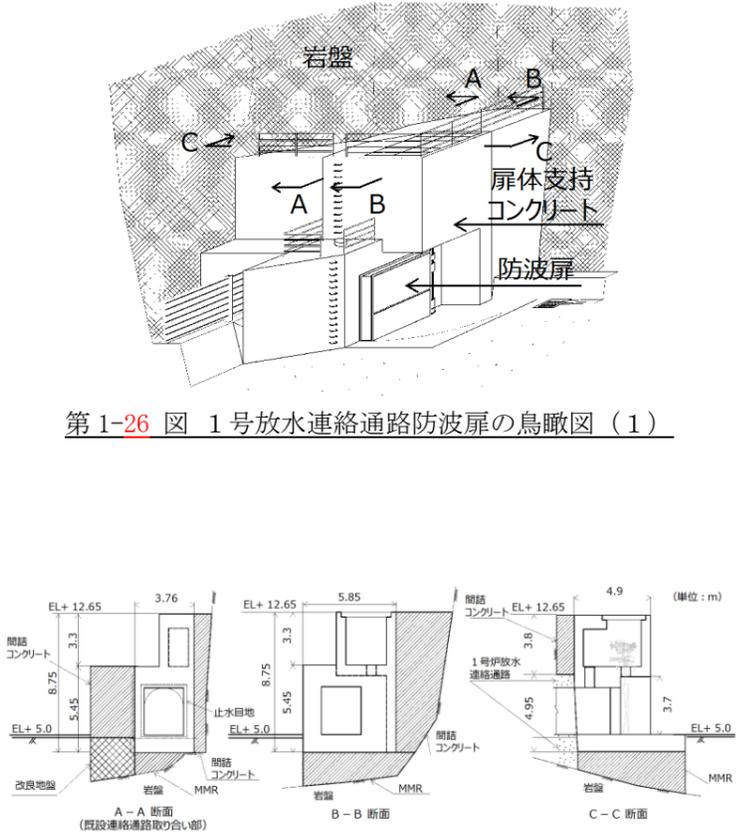 岩盤
A
B
C
C
扉体支持
コンクリート
A
B
防波扉
第1-26 図 1号放水連絡通路防波扉の鳥瞰図（1）
3.76
EL+ 12.65
間詰
コンクリート
3.3
8.75
5.45
EL+ 5.0
止水目地
改良地盤
岩盤
MMR
間詰
コンクリート
A－A 断面
（既設連絡通路取り合い部）
5.85
EL+ 12.65
3.3
8.75
5.45
EL+ 5.0
間詰
コンクリート
岩盤
MMR
B－B 断面
4.9
（単位：m）
間詰
コンクリート
EL+ 12.65
3.8
1号炉放水
連絡通路
4.95
3.7
EL+ 5.0
岩盤
MMR
C－C 断面